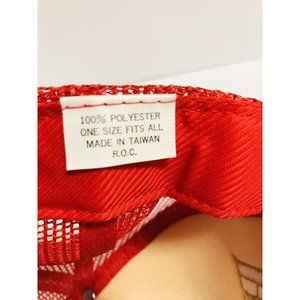 100% POLYESTER
ONE SIZE FITS ALL
MADE IN TAIWAN
R.O.C.